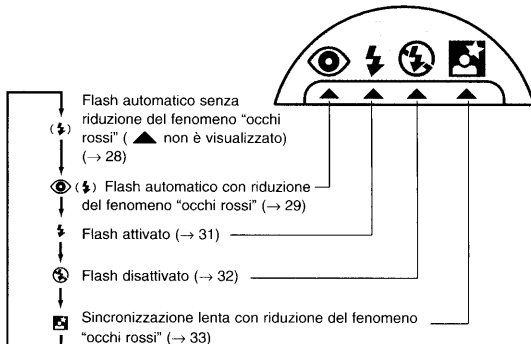 Flash automatico senza
riduzione del fenomeno "occhi
rossi" ( ▲ non è visualizzato)
(→ 28)
Flash automatico con riduzione
del fenomeno "occhi rossi" (→ 29)
Flash attivato (→ 31)
Flash disattivato (→ 32)
Sincronizzazione lenta con riduzione del fenomeno
"occhi rossi" (→ 33)